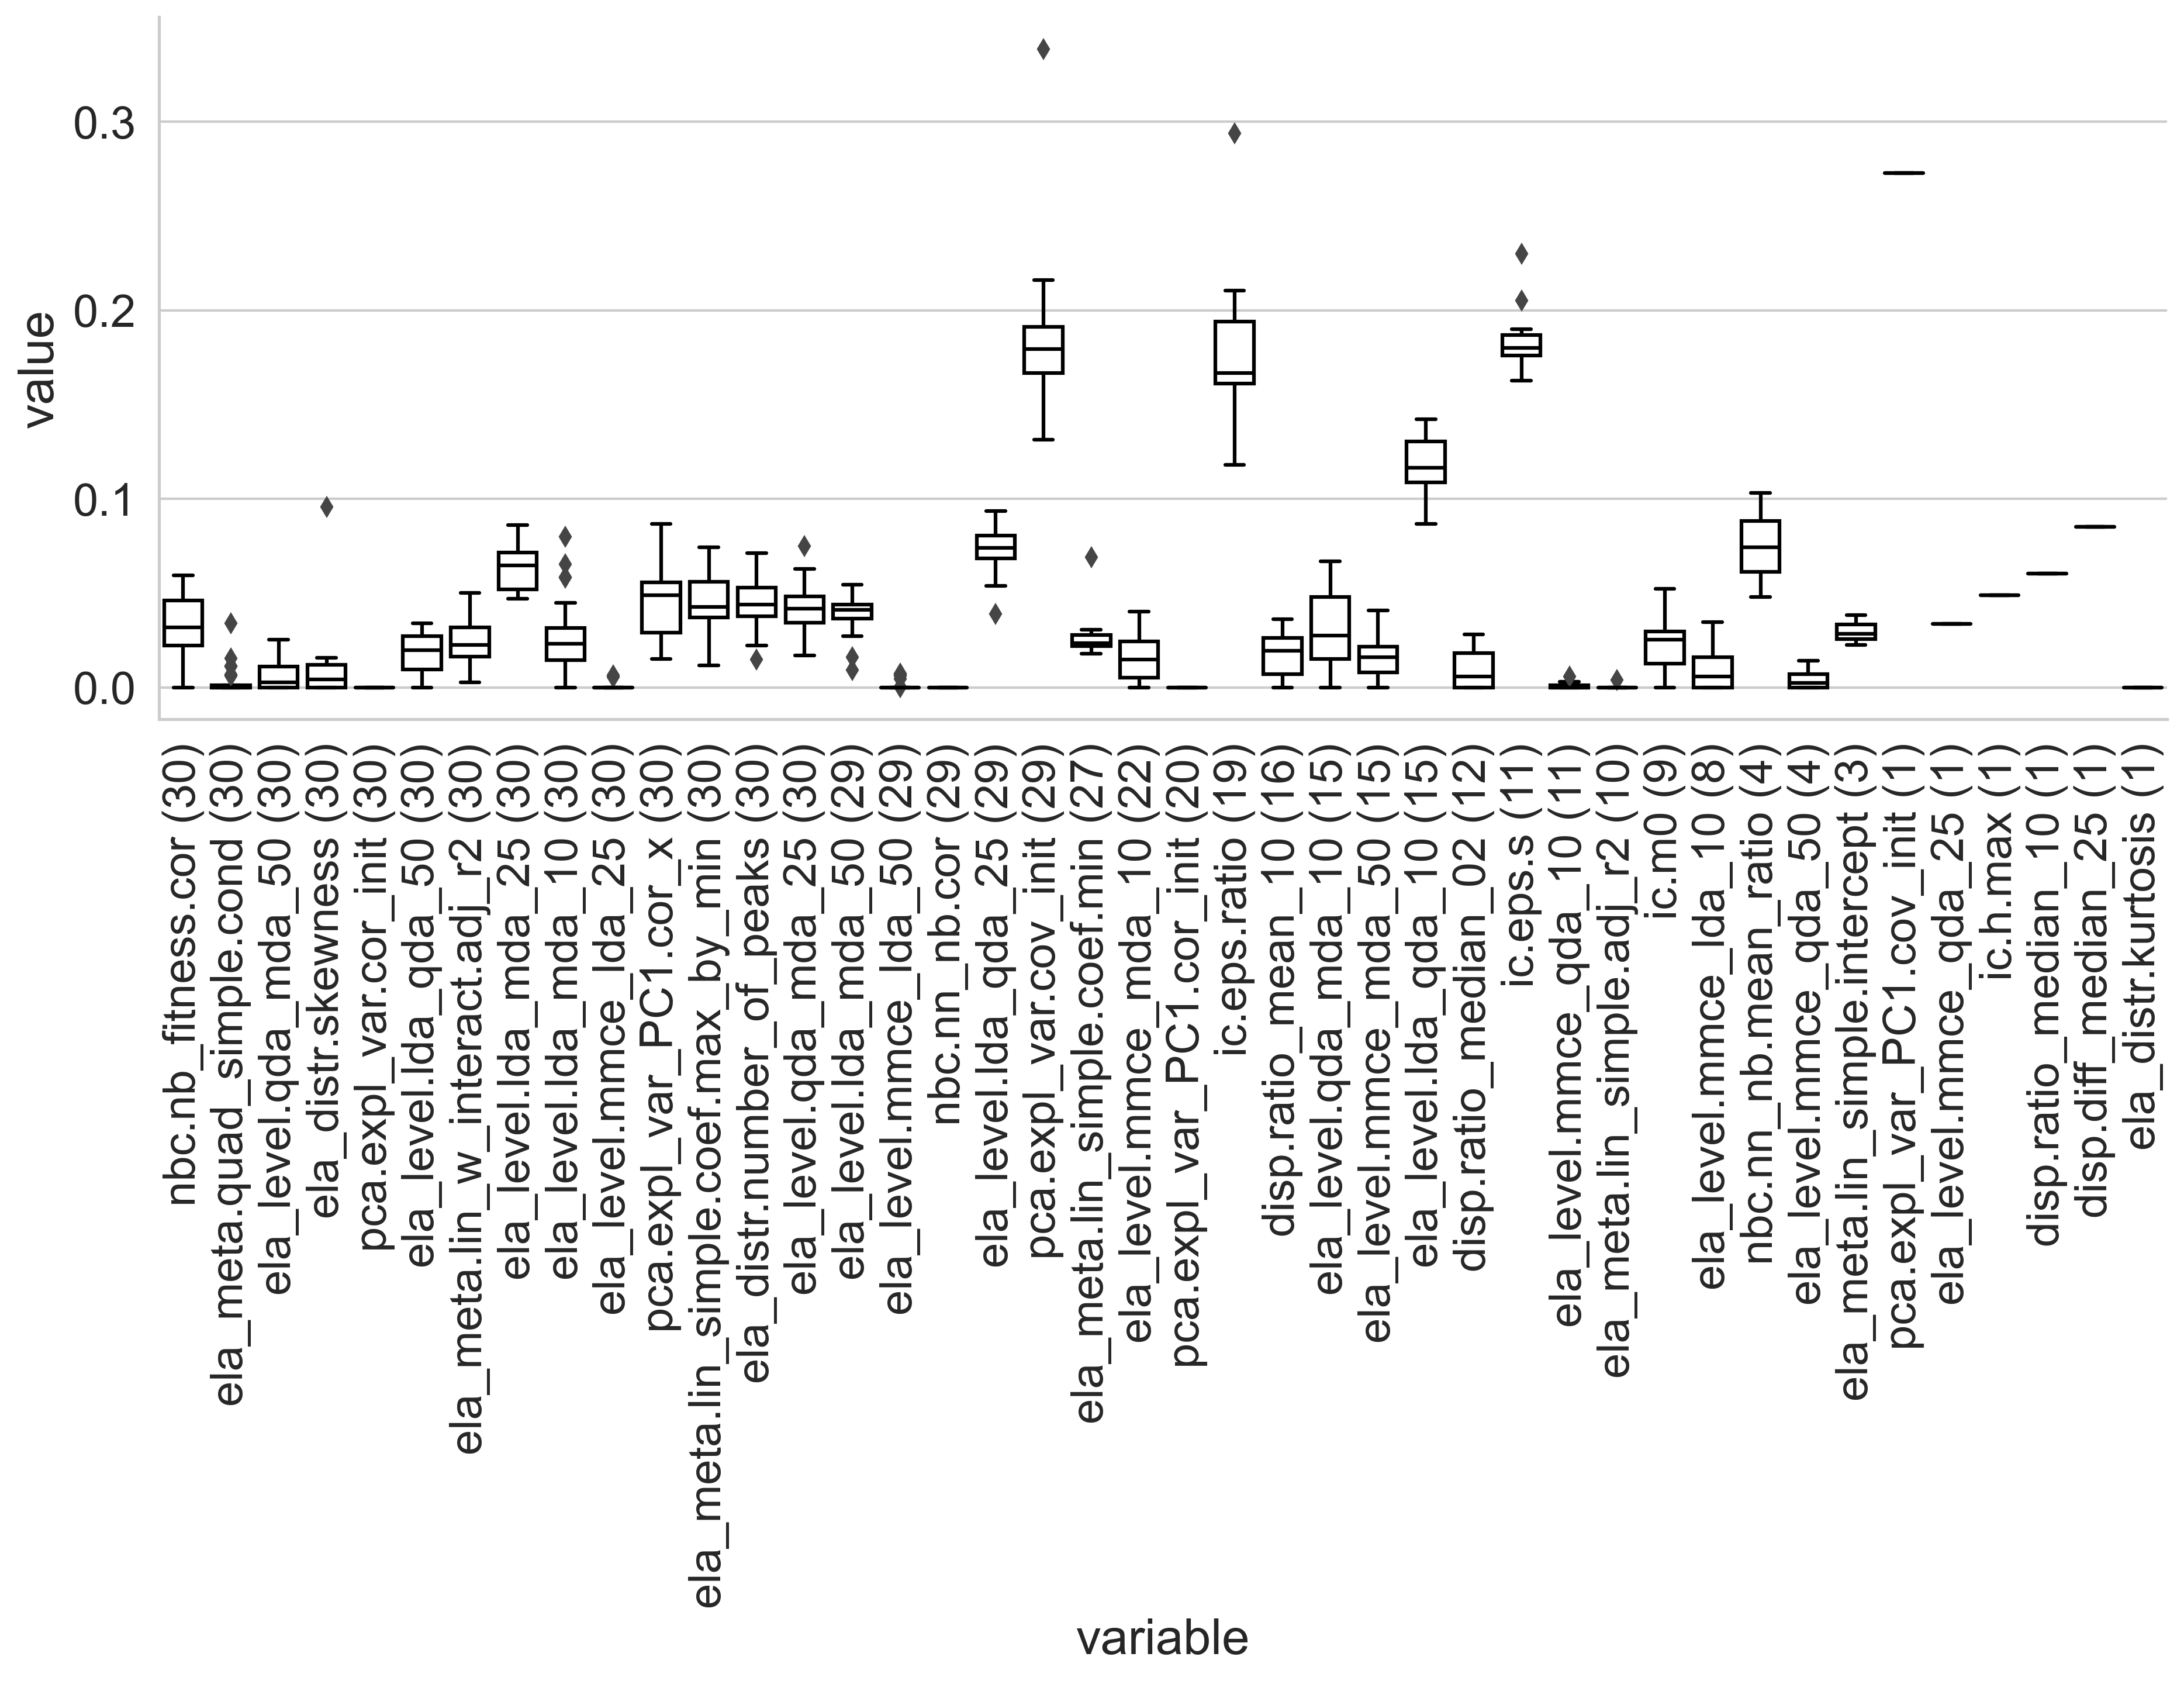 0.3
0.2
0.1
0.0
value
nbc.nb_fitness.cor (30)
ela_meta.quad_simple.cond (30)
ela_level.qda_mda_50 (30)
ela_distr.skewness (30)
pca.expl_var.cor_init (30)
ela_level.lda_qda_50 (30)
ela_meta.lin_w_interact.adj_r2 (30)
ela_level.lda_mda_25 (30)
ela_level.lda_mda_10 (30)
ela_level.mmce_lda_25 (30)
pca.expl_var_PC1.cor_x (30)
ela_meta.lin_simple.coef.max_by_min (30)
ela_distr.number_of_peaks (30)
ela_level.qda_mda_25 (30)
ela_level.lda_mda_50 (29)
ela_level.mmce_lda_50 (29)
nbc.nn_nb.cor (29)
ela_level.lda_qda_25 (29)
pca.expl_var.cov_init (29)
ela_meta.lin_simple.coef.min (27)
ela_level.mmce_mda_10 (22)
pca.expl_var_PC1.cor_init (20)
ic.eps.ratio (19)
disp.ratio_mean_10 (16)
ela_level.qda_mda_10 (15)
ela_level.mmce_mda_50 (15)
ela_level.lda_qda_10 (15)
disp.ratio_median_02 (12)
ic.eps.s (11)
ela_level.mmce_qda_10 (11)
ela_meta.lin_simple.adj_r2 (10)
ic.m0 (9)
ela_level.mmce_lda_10 (8)
nbc.nn_nb.mean_ratio (4)
ela_level.mmce_qda_50 (4)
ela_meta.lin_simple.intercept (3)
pca.expl_var_PC1.cov_init (1)
ela_level.mmce_qda_25 (1)
ic.h.max (1)
disp.ratio_median_10 (1)
disp.diff_median_25 (1)
ela_distr.kurtosis (1)
variable